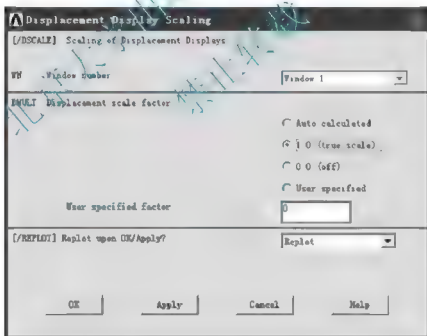 Displacement Display Scaling
[/DSCALE] Scaling of Displacement Displays
WN Window number
Window 1
DMULT Displacement scale factor
Auto calculated
1.0 (true scale)
0.0 (off)
User specified
User specified factor
0
[/REPLOT] Replot upon OK/Apply?
Replot
OK Apply Cancel Help